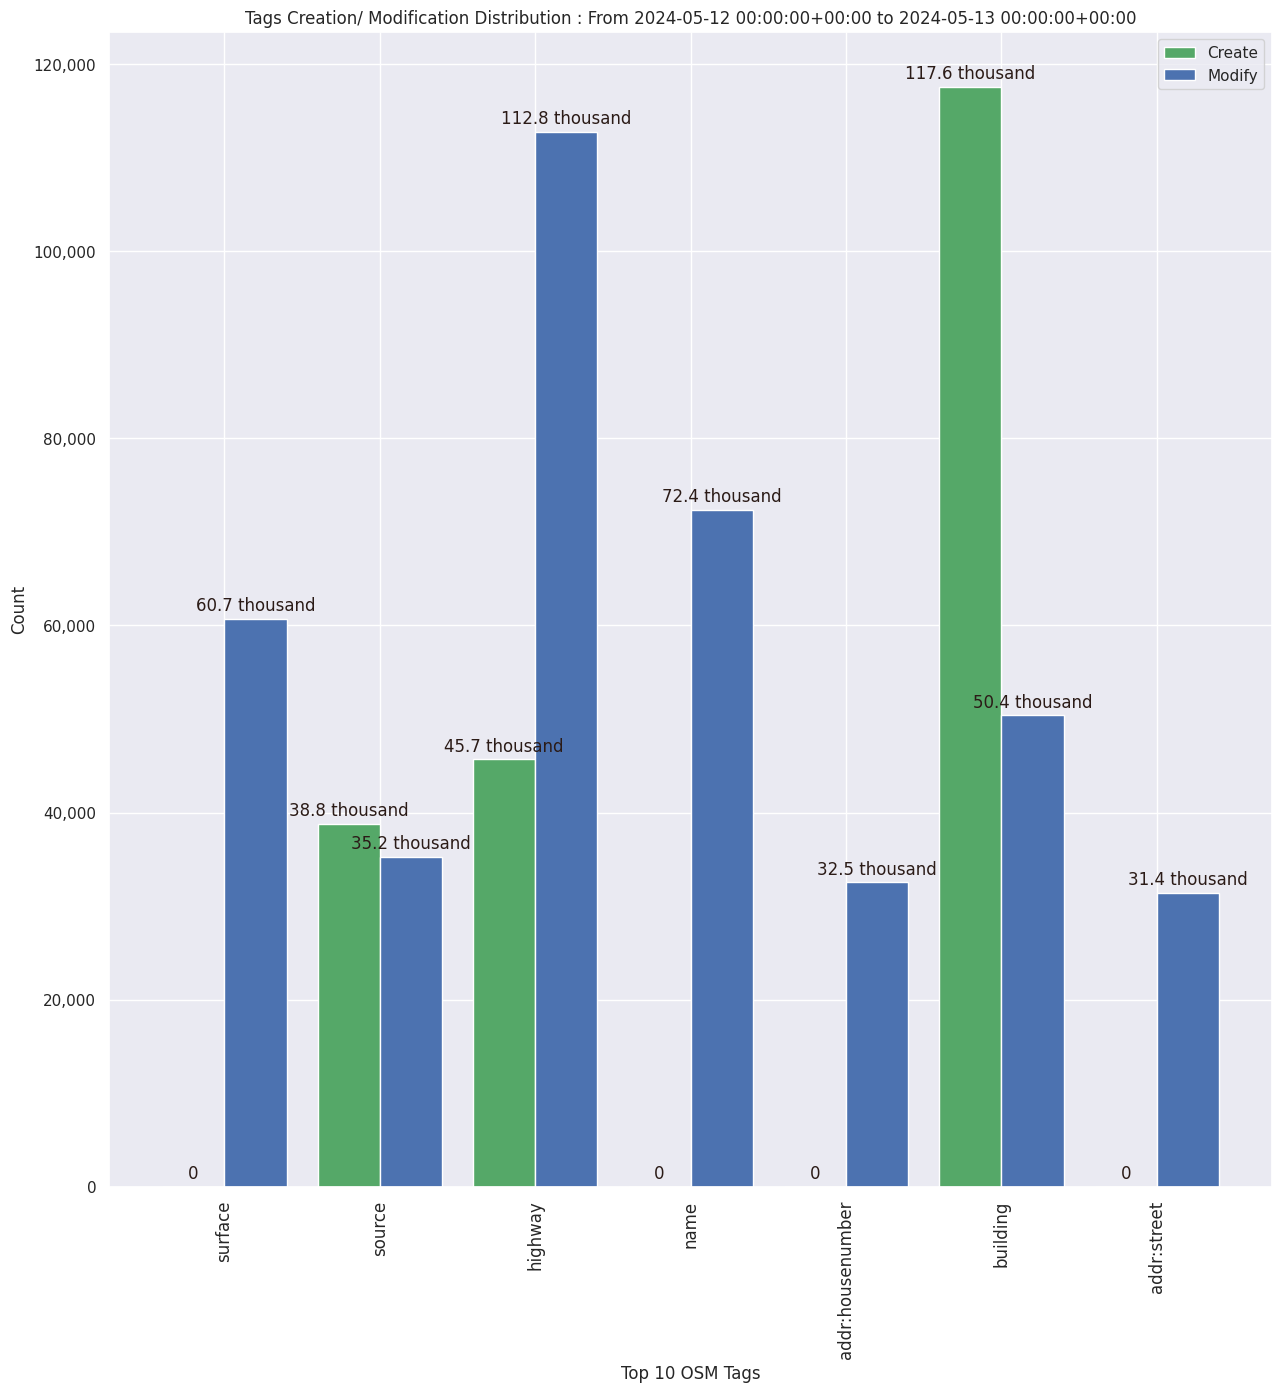 Tags Creation/ Modification Distribution : From 2024-05-12 00:00:00+00:00 to 2024-05-13 00:00:00+00:00
Create
Modify
120,000
100,000
80,000
60,000
40,000
20,000
0
Count
117.6 thousand
112.8 thousand
72.4 thousand
60.7 thousand
50.4 thousand
45.7 thousand
38.8 thousand
35.2 thousand
32.5 thousand
31.4 thousand
0
0
0
0
surface
source
highway
name
addr:housenumber
building
addr:street
Top 10 OSM Tags